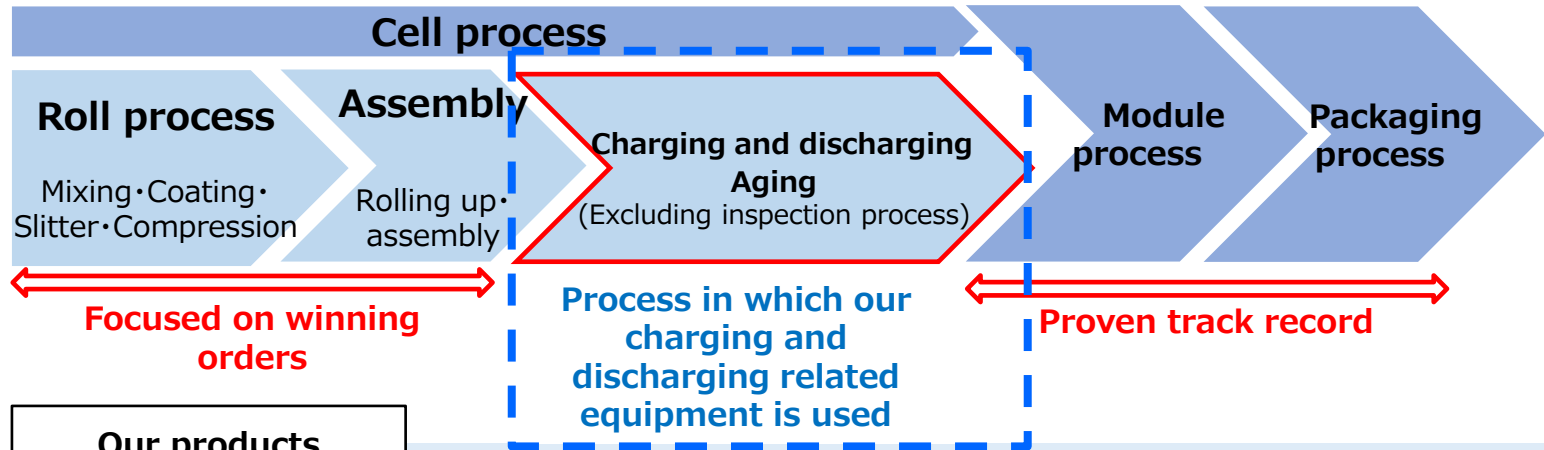 Cell process
Roll process
Mixing・Coating・
Slitter・Compression
Assembly
Rolling up・
assembly
Charging and discharging
Aging
(Excluding inspection process)
Module
process
Packaging
process
Focused on winning
orders
Process in which our
charging and
discharging related
equipment is used
Proven track record
Our products